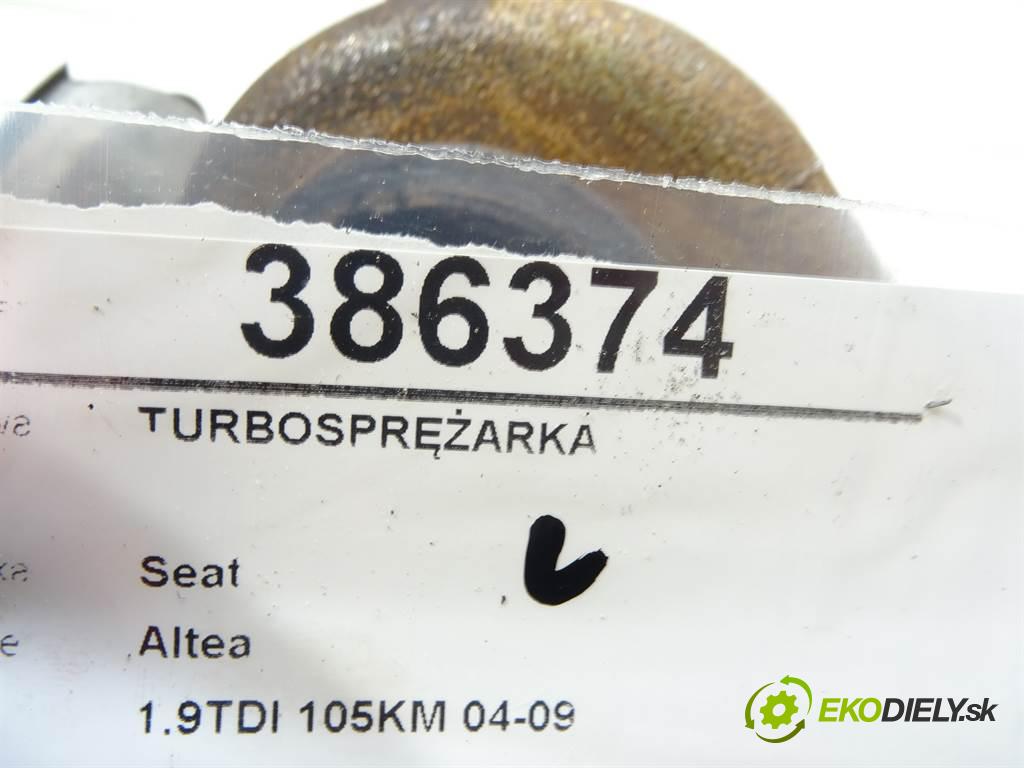 386374
TURBOSPRĘŻARKA
Seat
Altea
1.9TDI 105KM 04-09
EKODIELY.sk